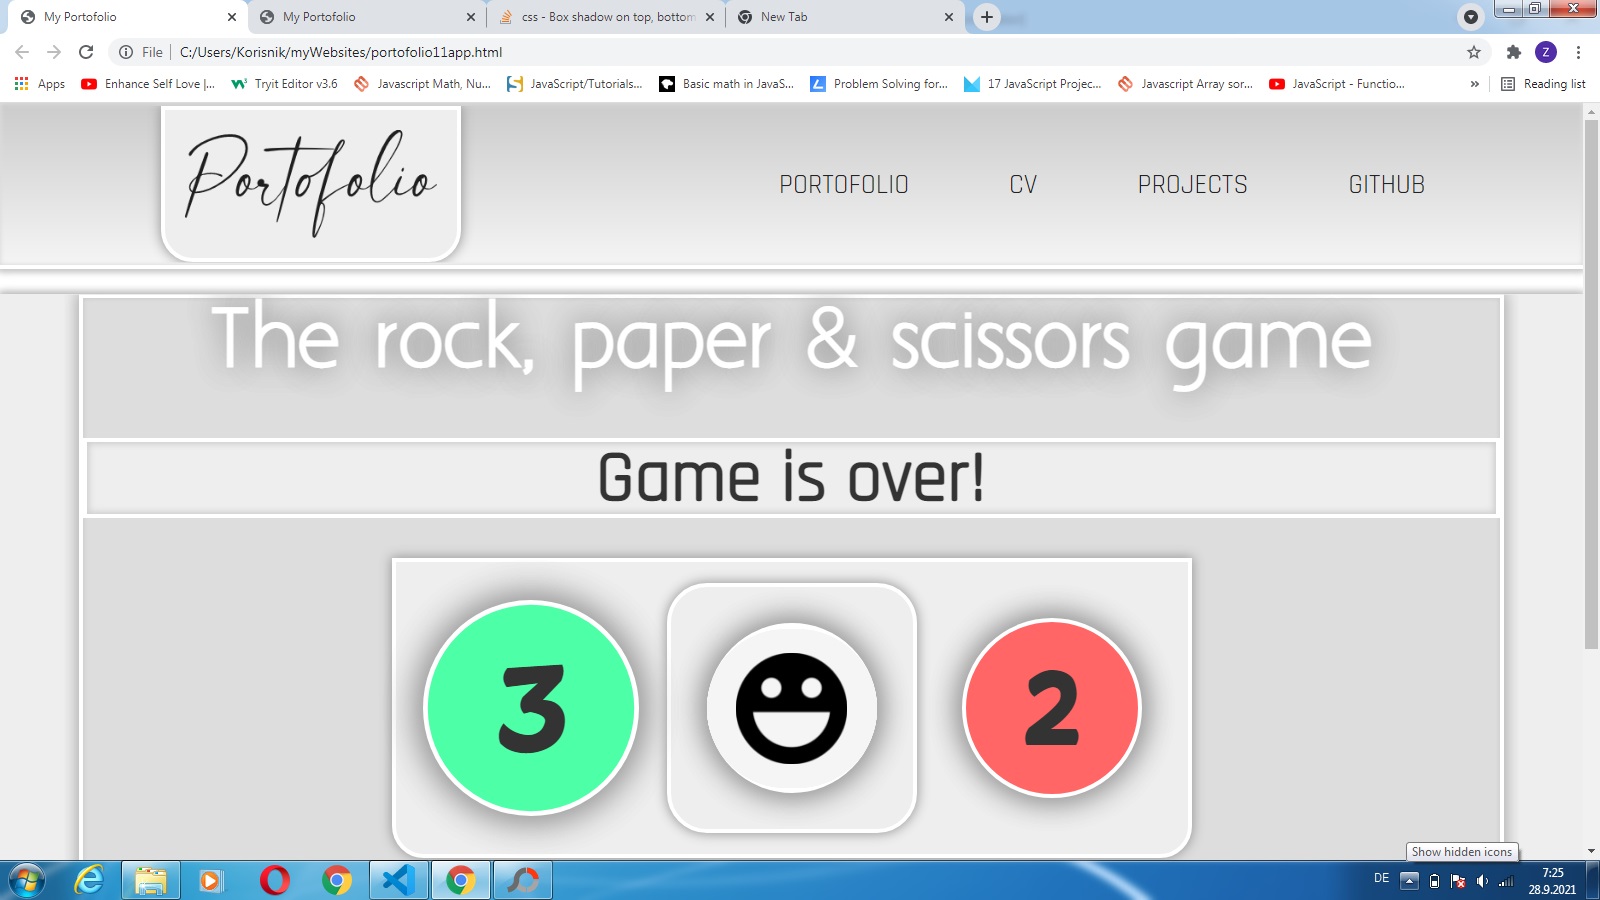 My Portofolio
My Portofolio
css - Box shadow on top, bottom
New Tab
File
C:/Users/Korisnik/myWebsites/portofolio11app.html
Z
Apps
Enhance Self Love |...
Tryit Editor v3.6
Javascript Math, Nu...
JavaScript/Tutorials...
Basic math in JavaS...
Problem Solving for...
17 JavaScript Projec...
Javascript Array sor...
JavaScript - Functio...
»
Reading list
Portofolio
PORTOFOLIO
CV
PROJECTS
GITHUB
The rock, paper & scissors game
Game is over!
3
2
Show hidden icons
DE
7:25
28.9.2021